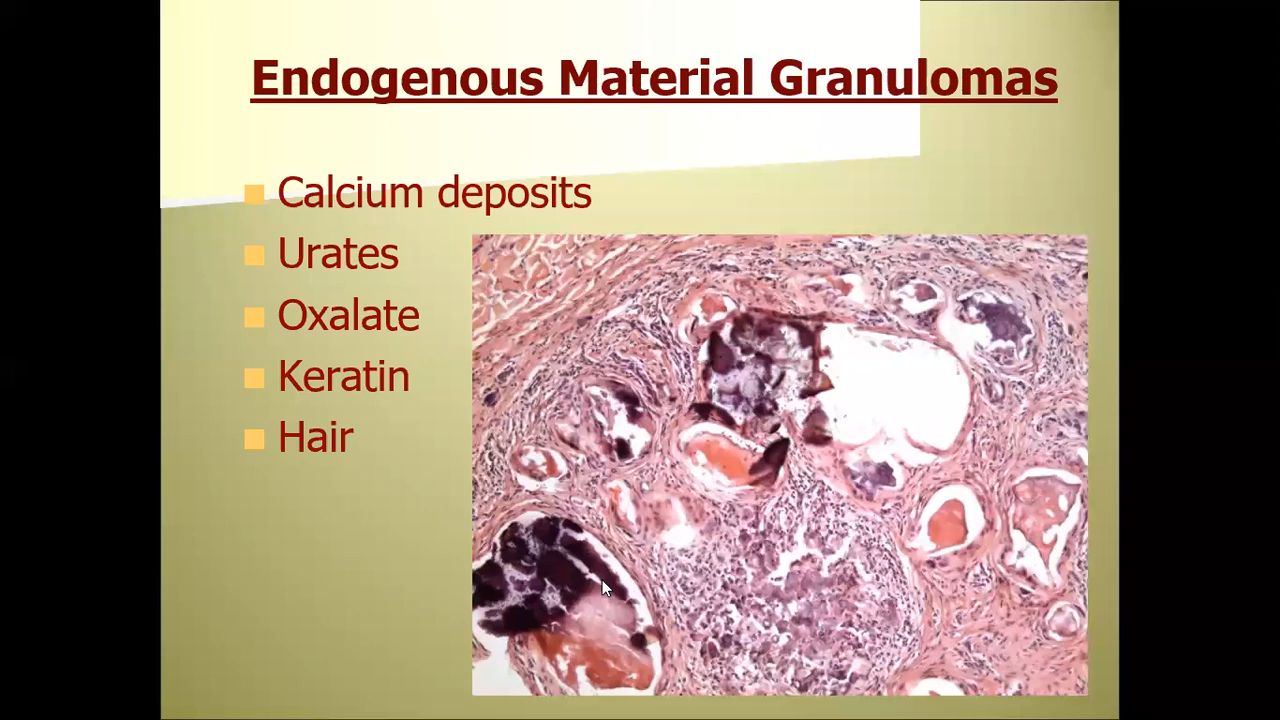 Endogenous Material Granulomas
Calcium deposits
Urates
Oxalate
Keratin
Hair